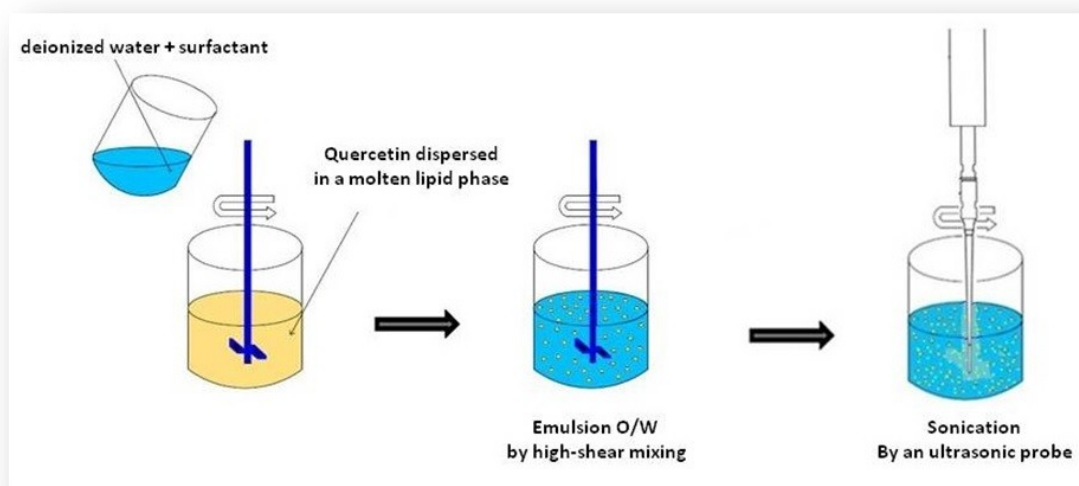 deionized water + surfactant
Quercetin dispersed
in a molten lipid phase
Emulsion O/W
by high-shear mixing
Sonication
By an ultrasonic probe